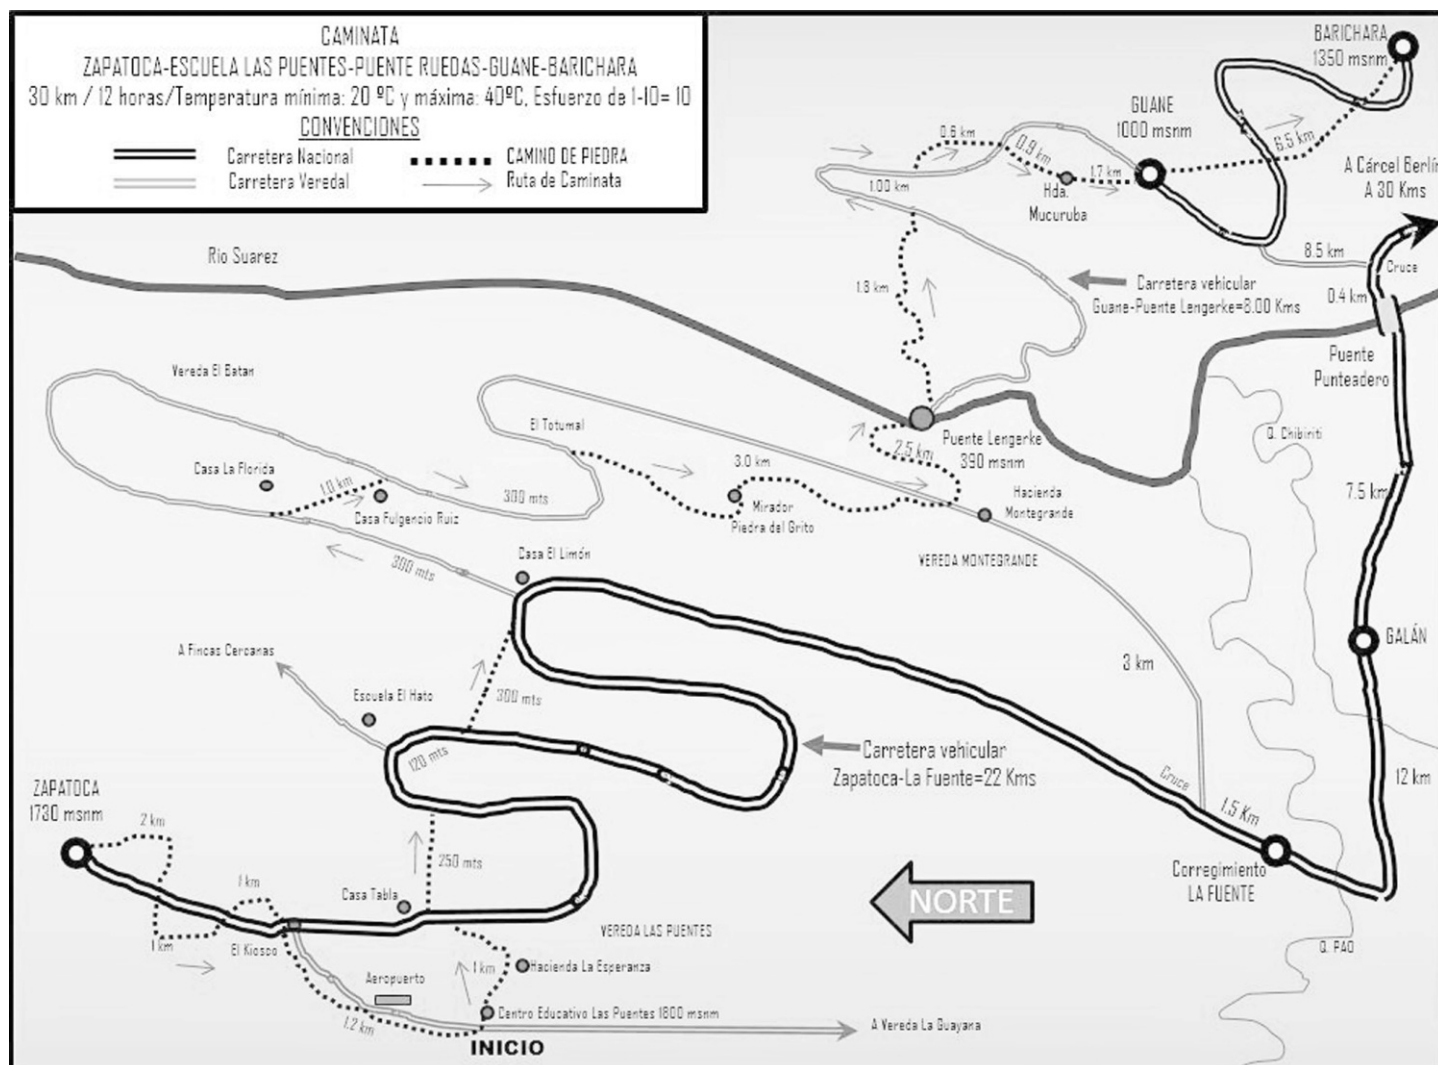 CAMINATA
ZAPATOCA-ESCUELA LAS PUENTES-PUENTE RUEDAS-GUANE-BARICHARA
30 km / 12 horas/Temperatura mínima: 20 ºC y máxima: 40ºC, Esfuerzo de 1-10= 10
CONVENCIONES
Carretera Nacional
CAMINO DE PIEDRA
Carretera Veredal
Ruta de Caminata
BARICHARA
1350 msnm
GUANE
1000 msnm
0.6 km
0.9 km
6.5 km
1.7 km
A Cárcel Berlín
A 30 Kms
1.00 km
Hda.
Mucuruba
Rio Suarez
8.5 km
Cruce
1.8 km
Carretera vehicular
Guane-Puente Lengerke=8.00 Kms
0.4 km
Puente
Punteadero
Vereda El Batan
El Totumal
Puente Lengerke
390 msnm
2.5 km
Q. Chibiriti
Casa La Florida
1.0 km
3.0 km
300 mts
7.5 km
Casa Fulgencio Ruiz
Mirador
Piedra del Grito
Hacienda
Montegrande
Casa El Limón
VEREDA MONTEGRANDE
300 mts
GALÁN
A Fincas Cercanas
3 km
Escuela El Hato
300 mts
120 mts
Carretera vehicular
Zapatoca-La Fuente=22 Kms
Cruce
12 km
ZAPATOCA
1730 msnm
1.5 Km
2 km
250 mts
Corregimiento
LA FUENTE
1 km
Casa Tabla
NORTE
VEREDA LAS PUENTES
1 km
El Kiosco
Q. PAO
1 km
Hacienda La Esperanza
Aeropuerto
1.2 km
Centro Educativo Las Puentes 1800 msnm
A Vereda La Guayana
INICIO